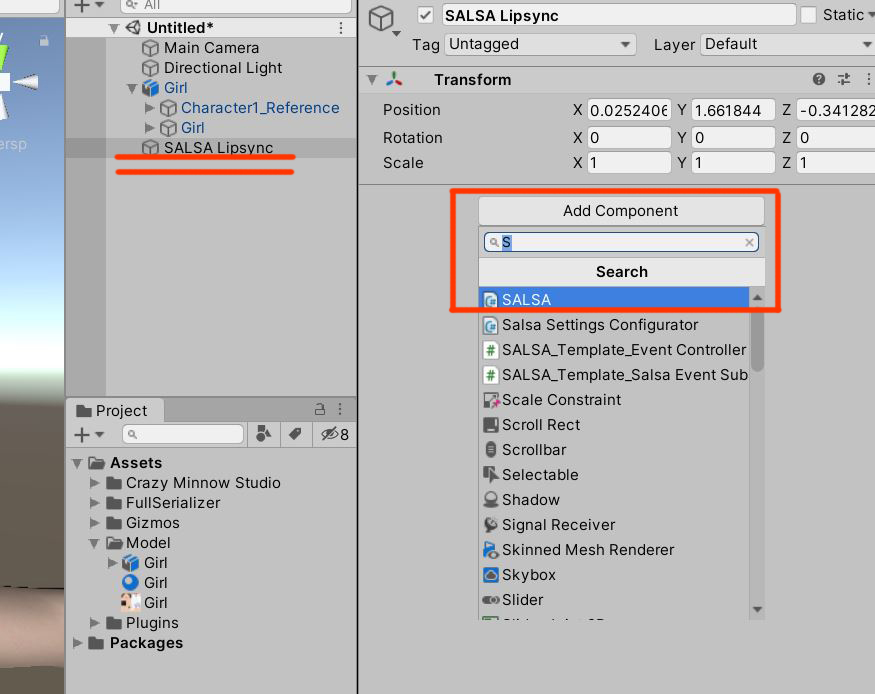 All
Untitled*
Main Camera
Directional Light
Girl
Character1_Reference
Girl
SALSA Lipsync
SALSA Lipsync
Static
Tag Untagged Layer Default
Transform
Position X 0.0252406 Y 1.661844 Z -0.341282
Rotation X 0 Y 0 Z 0
Scale X 1 Y 1 Z 1
Add Component
S
Search
SALSA
Salsa Settings Configurator
SALSA_Template_Event Controller
SALSA_Template_Salsa Event Sub
Scale Constraint
Scroll Rect
Scrollbar
Selectable
Shadow
Signal Receiver
Skinned Mesh Renderer
Skybox
Slider
Project
8
Assets
Crazy Minnow Studio
FullSerializer
Gizmos
Model
Girl
Girl
Girl
Plugins
Packages